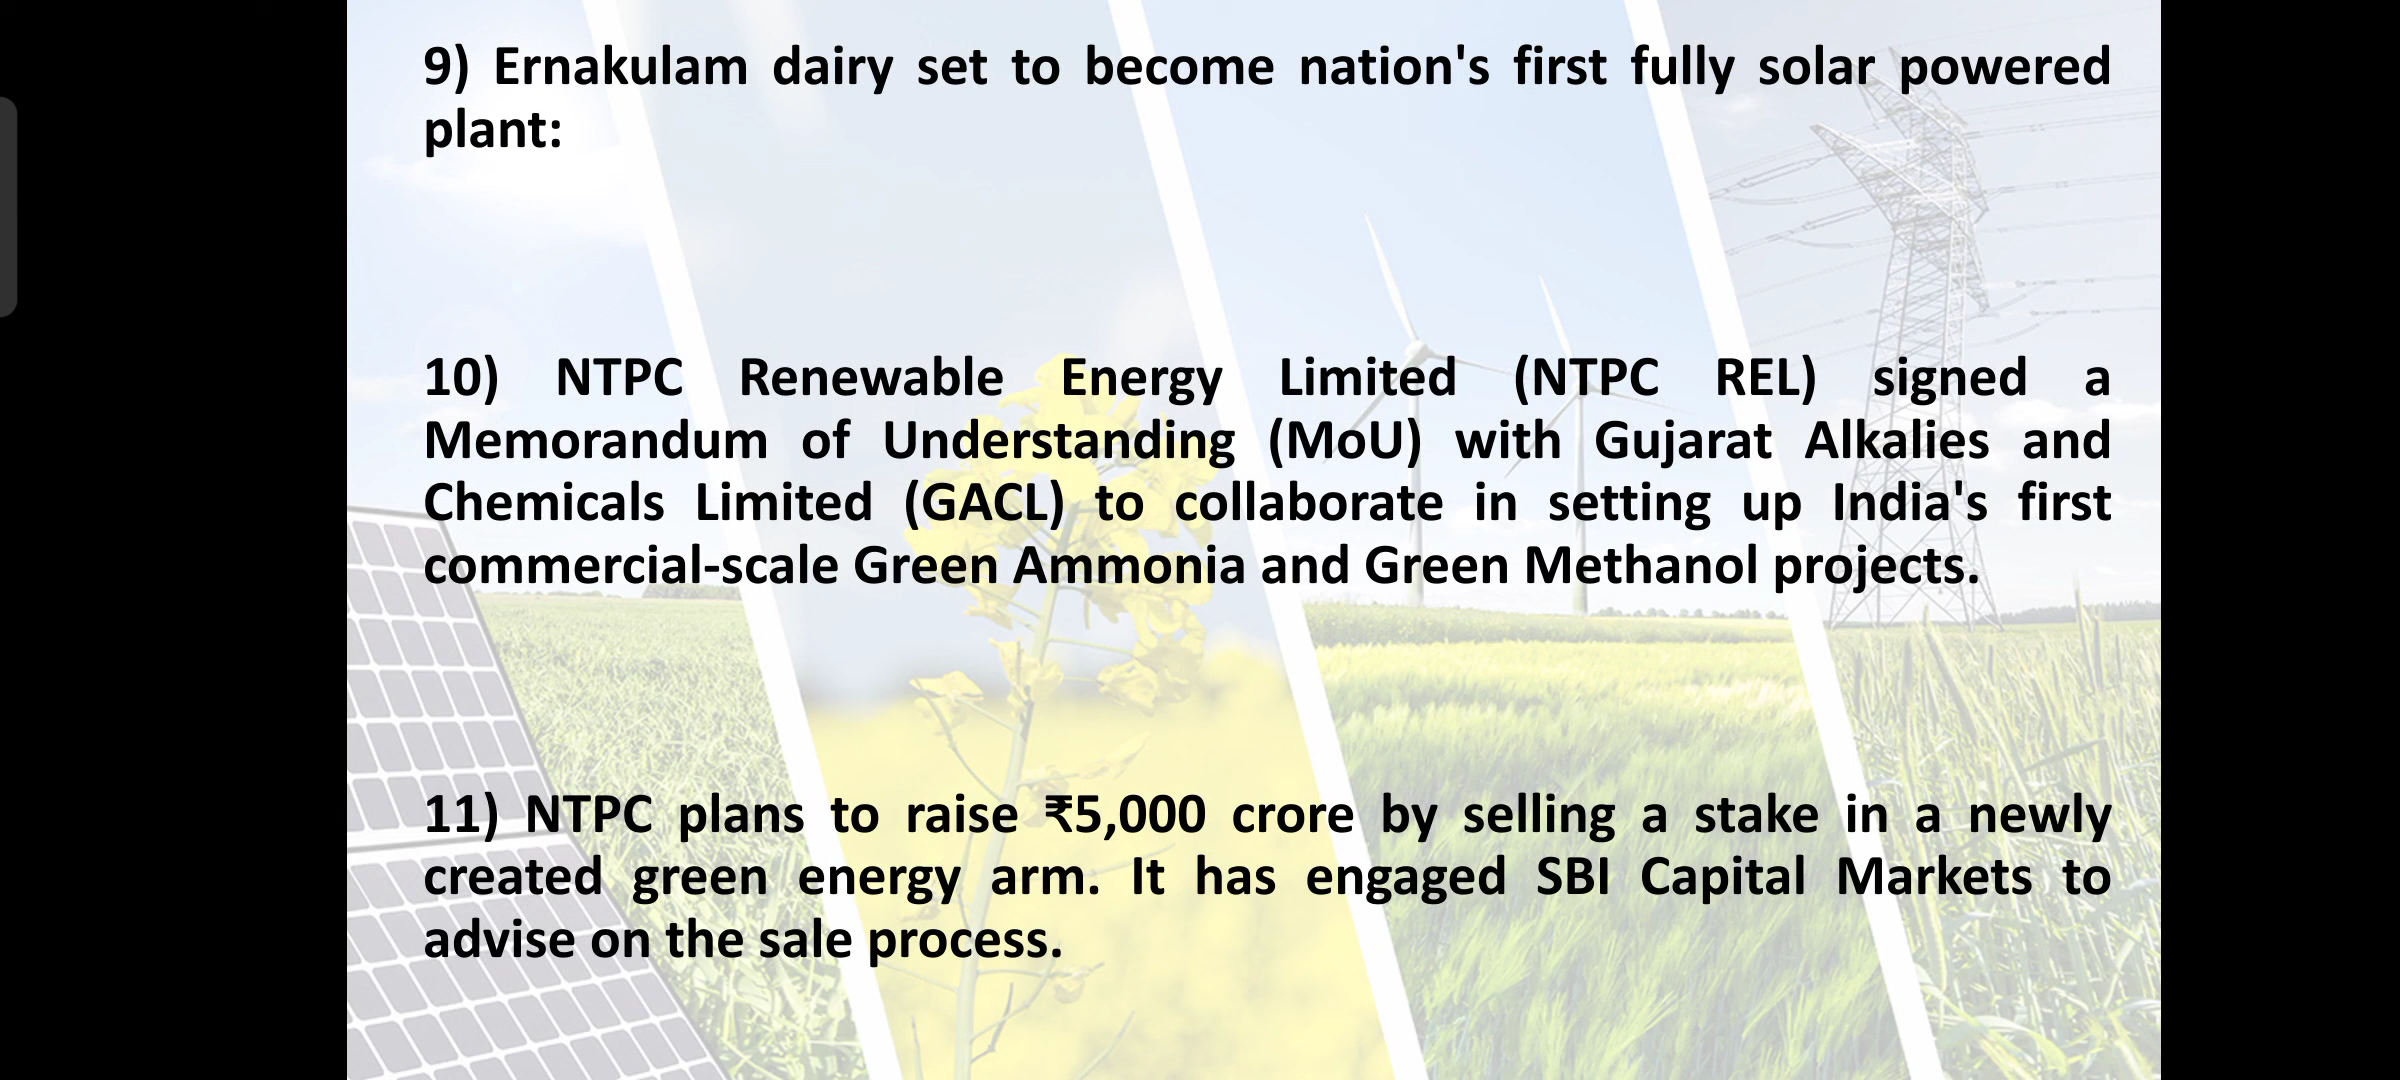 9) Ernakulam dairy set to become nation's first fully solar powered
plant:
10) NTPC Renewable Energy Limited (NTPC REL) signed a
Memorandum of Understanding (MoU) with Gujarat Alkalies and
Chemicals Limited (GACL) to collaborate in setting up India's first
commercial-scale Green Ammonia and Green Methanol projects.
11) NTPC plans to raise ₹5,000 crore by selling a stake in a newly
created green energy arm. It has engaged SBI Capital Markets to
advise on the sale process.